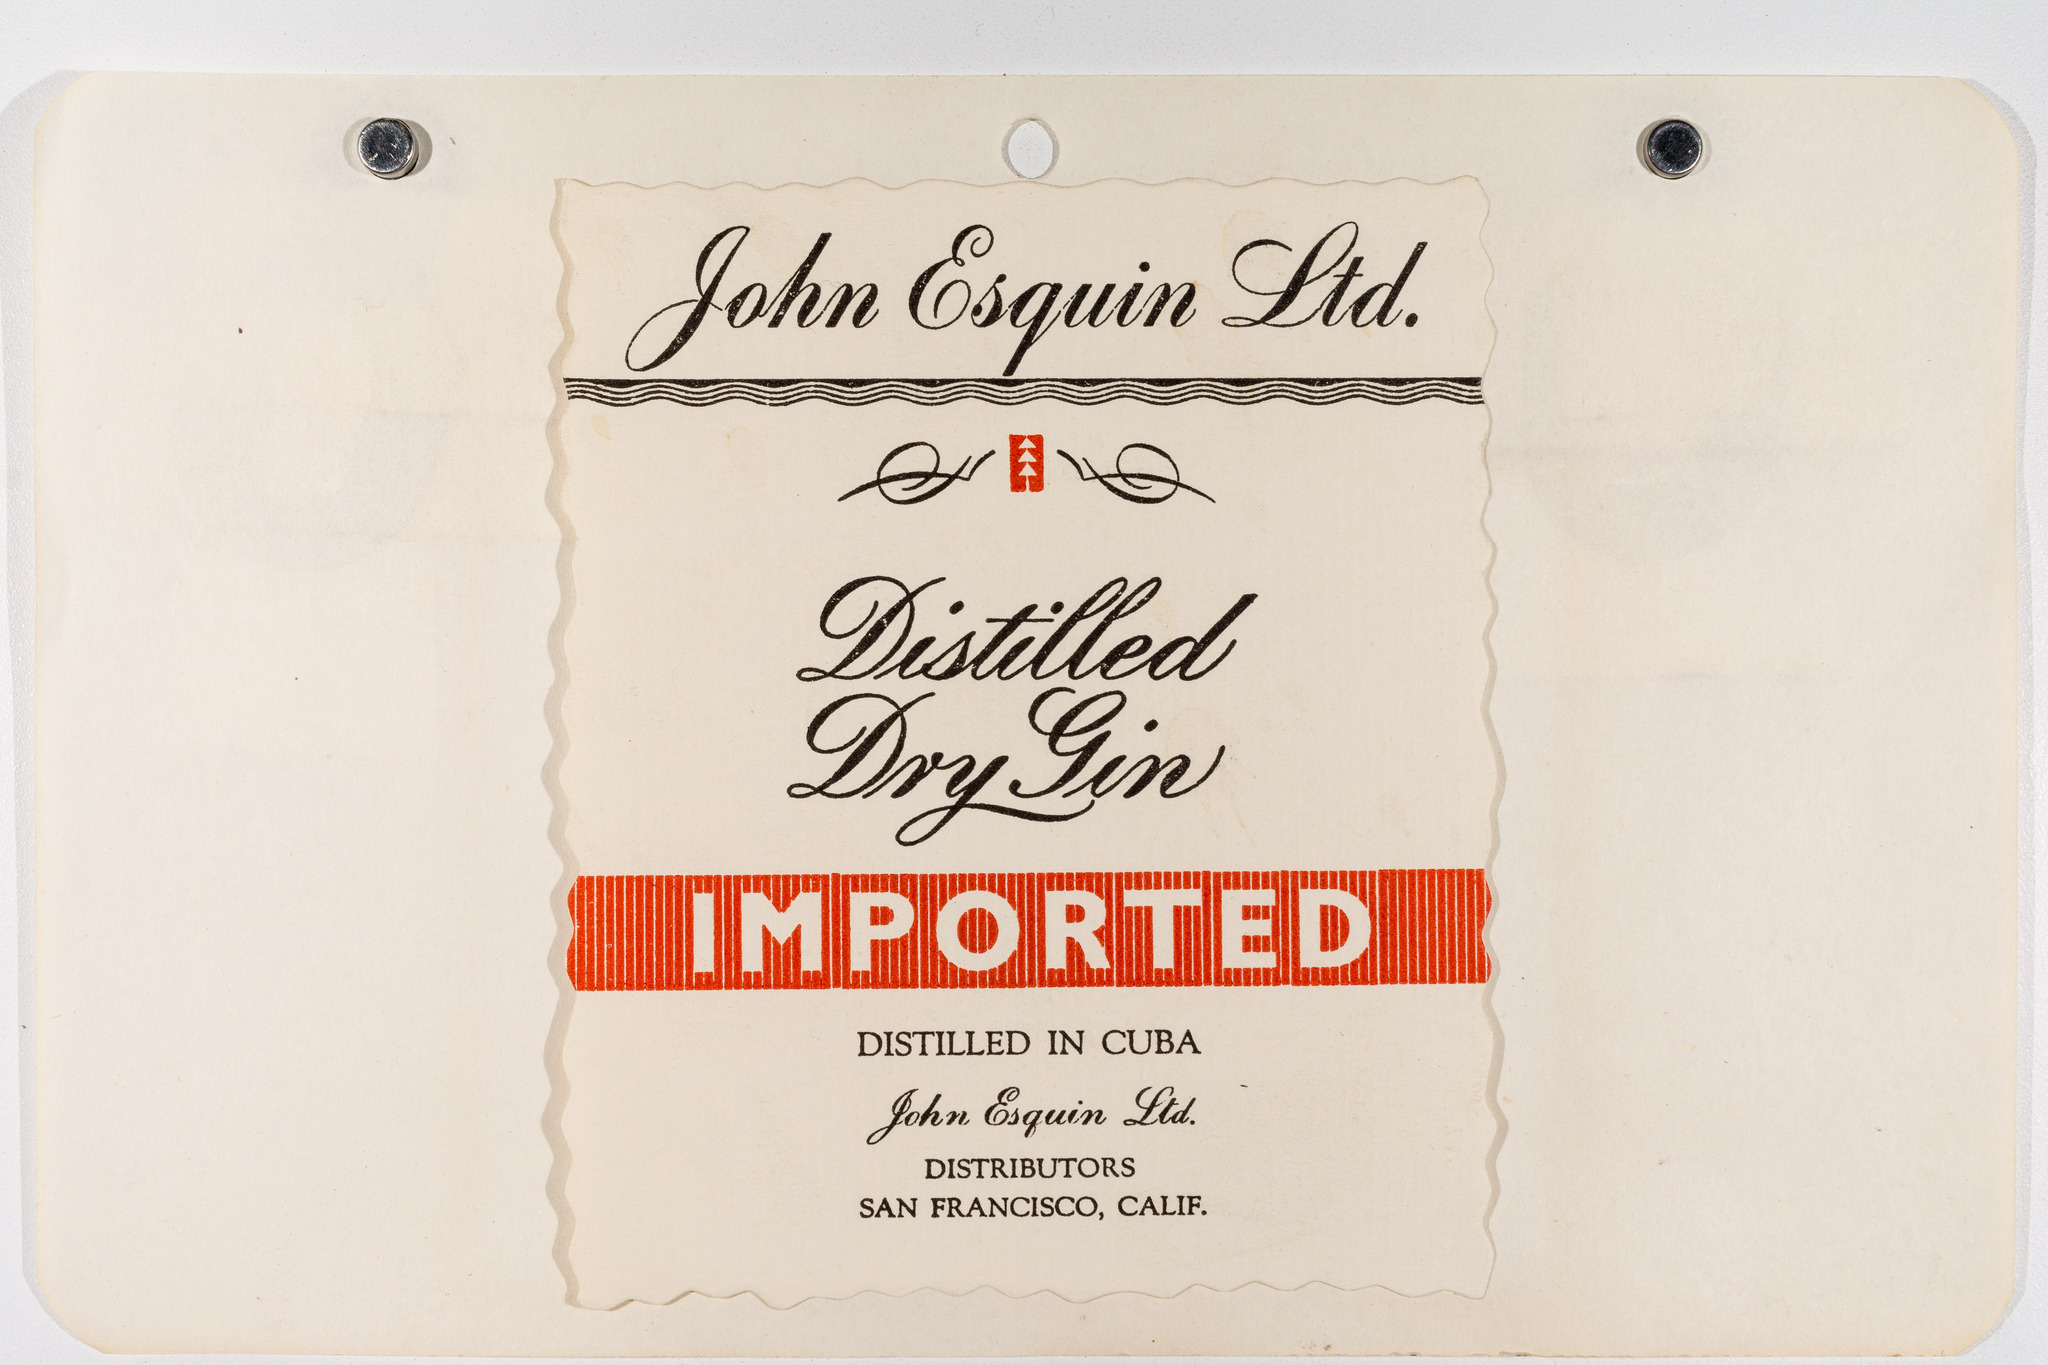 John Esquin Ltd.
Distilled
Dry Gin
IMPORTED
DISTILLED IN CUBA
John Esquin Ltd.
DISTRIBUTORS
SAN FRANCISCO, CALIF.